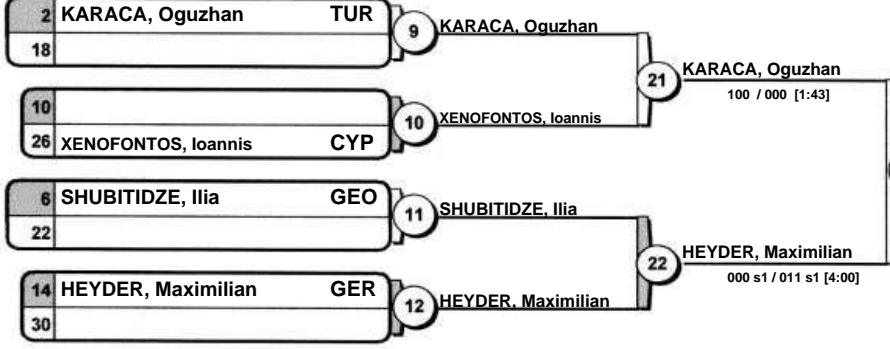 2 KARACA, Oguzhan TUR
18
9 KARACA, Oguzhan
21 KARACA, Oguzhan
100 / 000 [1:43]
10
26 XENOFONTOS, Ioannis CYP
10 XENOFONTOS, Ioannis
6 SHUBITIDZE, Ilia GEO
22
11 SHUBITIDZE, Ilia
22 HEYDER, Maximilian
000 s1 / 011 s1 [4:00]
14 HEYDER, Maximilian GER
30
12 HEYDER, Maximilian